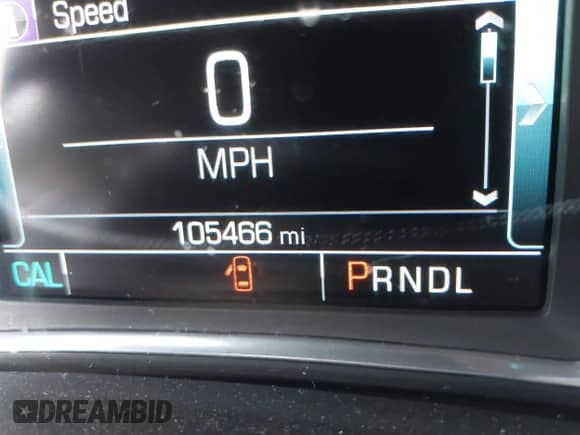 Speed
0
MPH
105466 mi
CAL
PRNDL
DREAMBID